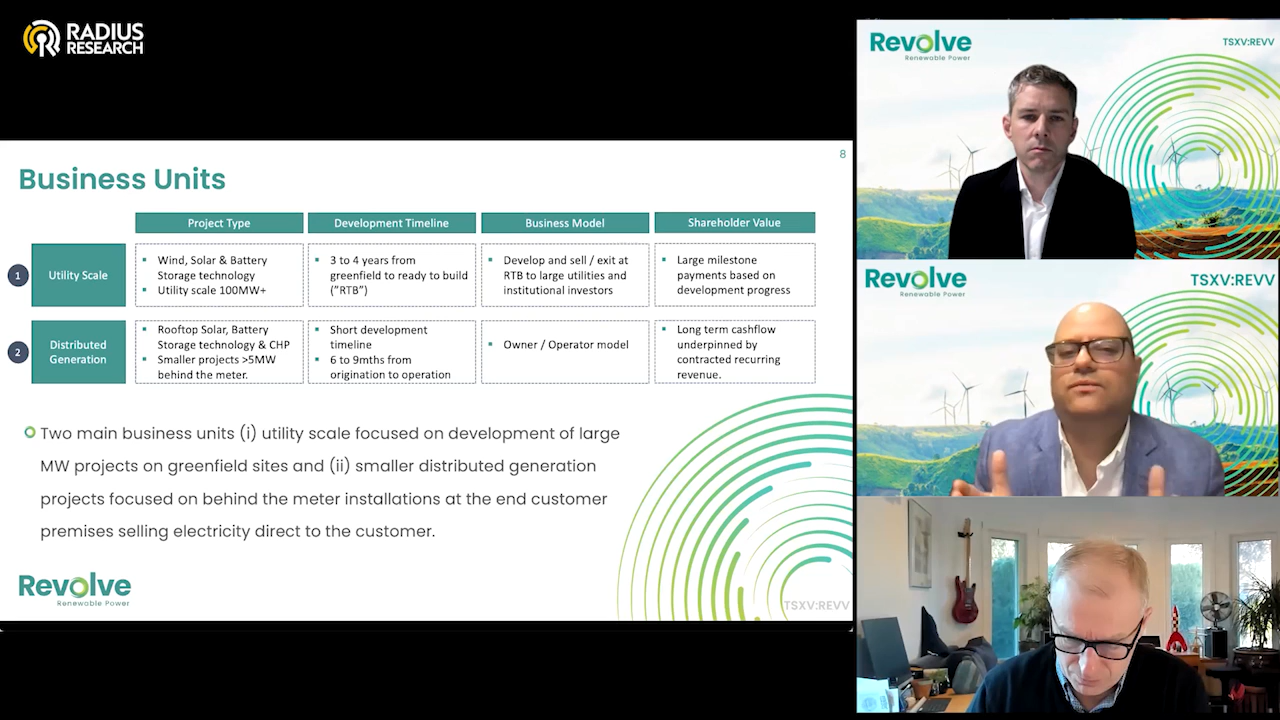 RADIUS
RESEARCH
8
Business Units
Project Type
Development Timeline
Business Model
Shareholder Value
1
Utility Scale
Wind, Solar & Battery
Storage technology
Utility scale 100MW+
3 to 4 years from
greenfield to ready to build
("RTB")
Develop and sell / exit at
RTB to large utilities and
institutional investors
Large milestone
payments based on
development progress
2
Distributed
Generation
Rooftop Solar, Battery
Storage technology & CHP
Smaller projects >5MW
behind the meter.
Short development
timeline
6 to 9mths from
origination to operation
Owner / Operator model
Long term cashflow
underpinned by
contracted recurring
revenue.
Two main business units (i) utility scale focused on development of large
MW projects on greenfield sites and (ii) smaller distributed generation
projects focused on behind the meter installations at the end customer
premises selling electricity direct to the customer.
Revolve
Renewable Power
TSXV:REVV
Revolve
Renewable Power
TSXV:REVV
Revolve
Renewable Power
TSXV:REVV